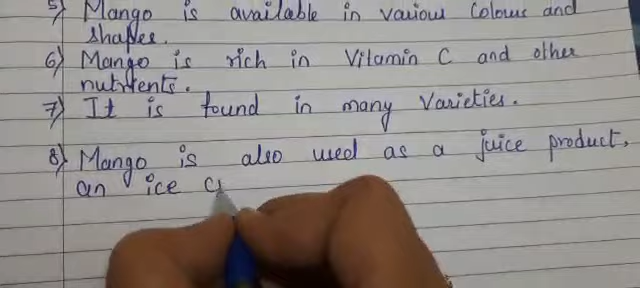 5) Mango is available in various Colours and
shapes.
6) Mango is rich in Vitamin C and other
nutrients.
7) It is found in many Varieties.
8) Mango is also used as a juice product,
an ice c